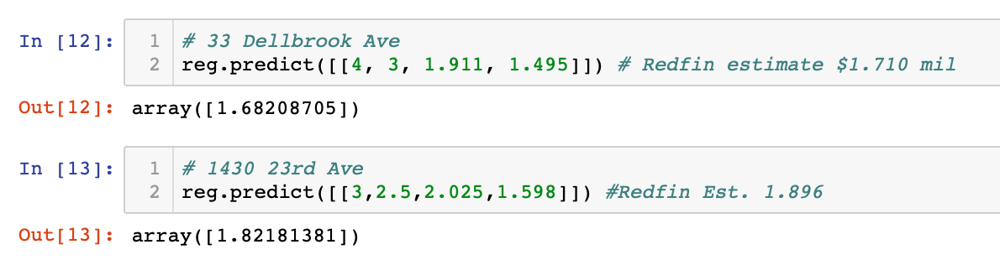 In [12]: 1 # 33 Dellbrook Ave
2 reg.predict([[4, 3, 1.911, 1.495]]) # Redfin estimate $1.710 mil
Out[12]: array([1.68208705])
In [13]: 1 # 1430 23rd Ave
2 reg.predict([[3,2.5,2.025,1.598]]) #Redfin Est. 1.896
Out[13]: array([1.82181381])